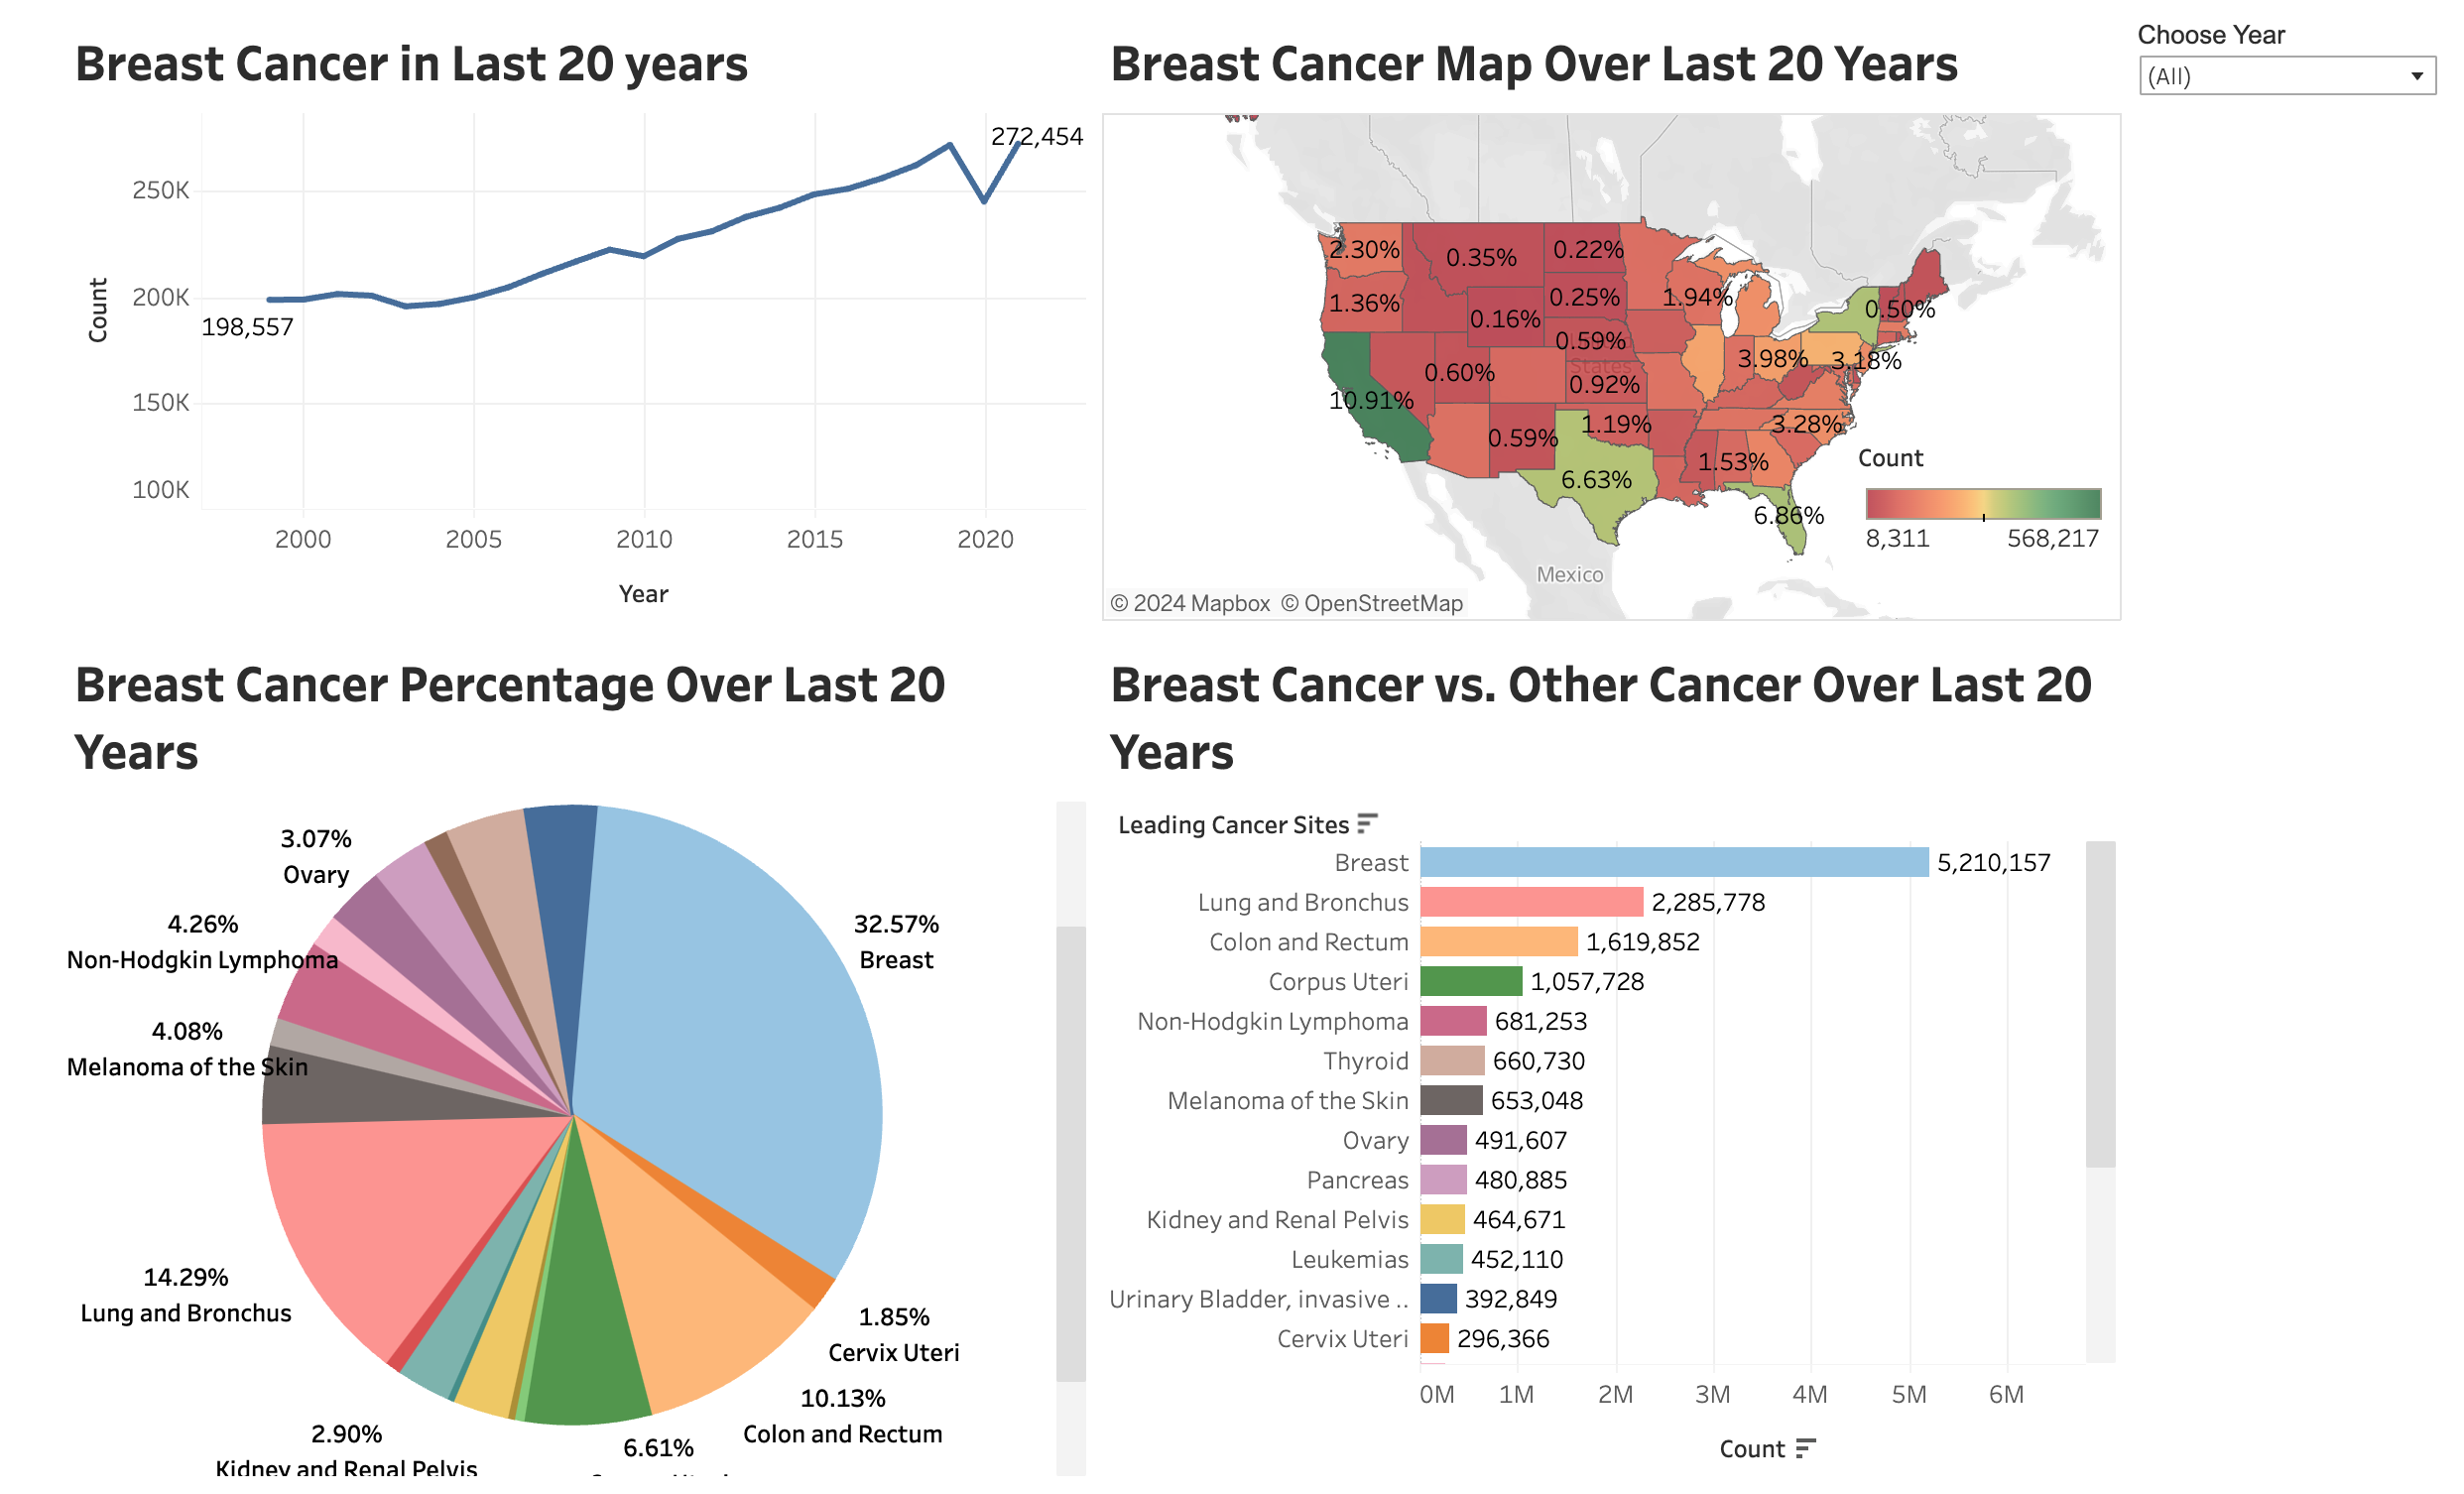 Breast Cancer in Last 20 years
272,454
250K
200K
198,557
150K
100K
Count
2000
2005
2010
2015
2020
Year
Breast Cancer Map Over Last 20 Years
Choose Year
(All)
2.30%
0.35%
0.22%
1.36%
0.25%
1.94%
0.50%
0.16%
0.59%
3.98%
3.18%
States
0.60%
0.92%
10.91%
0.59%
1.19%
3.28%
1.53%
6.63%
6.86%
Count
8,311
568,217
Mexico
© 2024 Mapbox © OpenStreetMap
Breast Cancer Percentage Over Last 20
Years
3.07%
Ovary
4.26%
Non-Hodgkin Lymphoma
4.08%
Melanoma of the Skin
14.29%
Lung and Bronchus
2.90%
Kidney and Renal Pelvis
6.61%
32.57%
Breast
1.85%
Cervix Uteri
10.13%
Colon and Rectum
Breast Cancer vs. Other Cancer Over Last 20
Years
Leading Cancer Sites
Breast 5,210,157
Lung and Bronchus 2,285,778
Colon and Rectum 1,619,852
Corpus Uteri 1,057,728
Non-Hodgkin Lymphoma 681,253
Thyroid 660,730
Melanoma of the Skin 653,048
Ovary 491,607
Pancreas 480,885
Kidney and Renal Pelvis 464,671
Leukemias 452,110
Urinary Bladder, invasive .. 392,849
Cervix Uteri 296,366
0M 1M 2M 3M 4M 5M 6M
Count